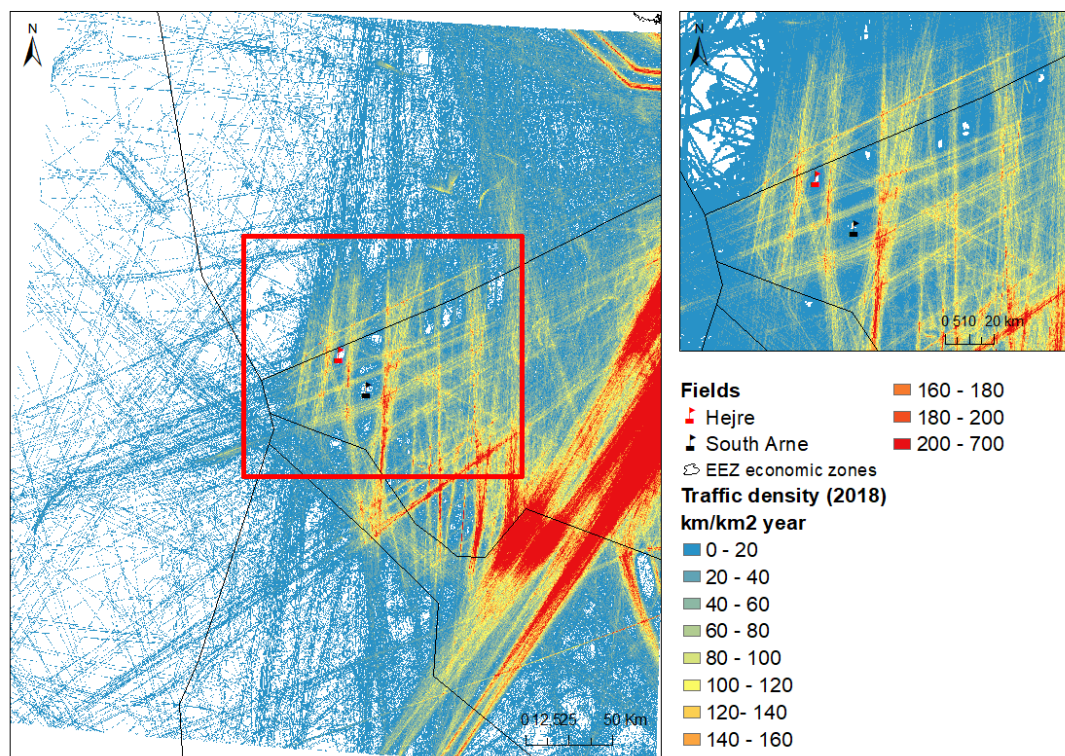 N
0 12,525 50 Km
N
0 510 20 km
Fields
Hejre
South Arne
EEZ economic zones
Traffic density (2018)
km/km2 year
0 - 20
20 - 40
40 - 60
60 - 80
80 - 100
100 - 120
120- 140
140 - 160
160 - 180
180 - 200
200 - 700